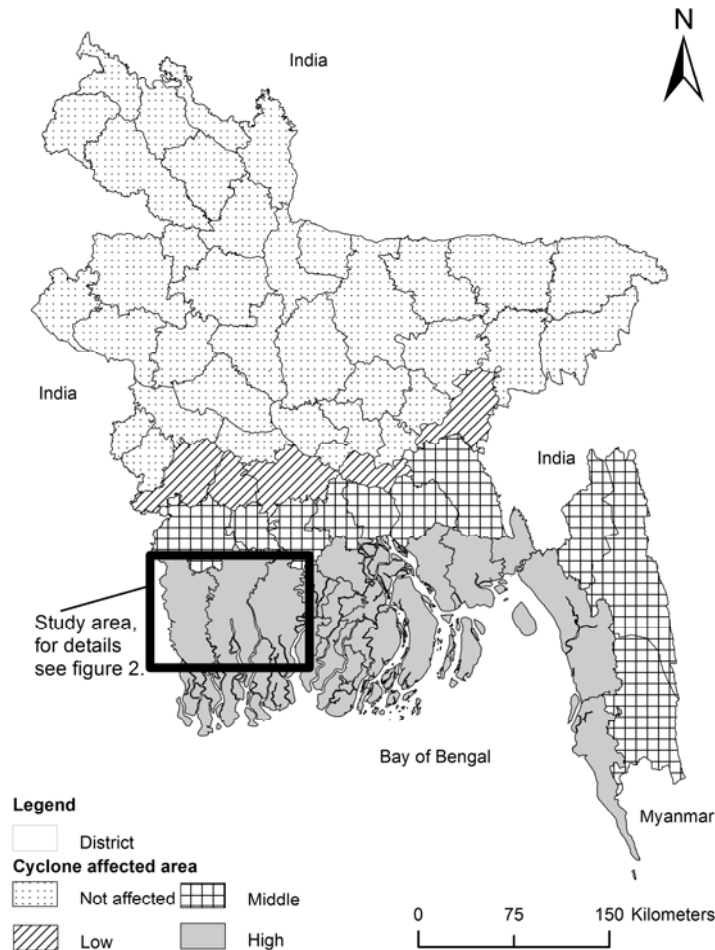 N
India
India
India
Study area,
for details
see figure 2.
Bay of Bengal
Myanmar
Legend
District
Cyclone affected area
Not affected
Middle
Low
High
0 75 150 Kilometers